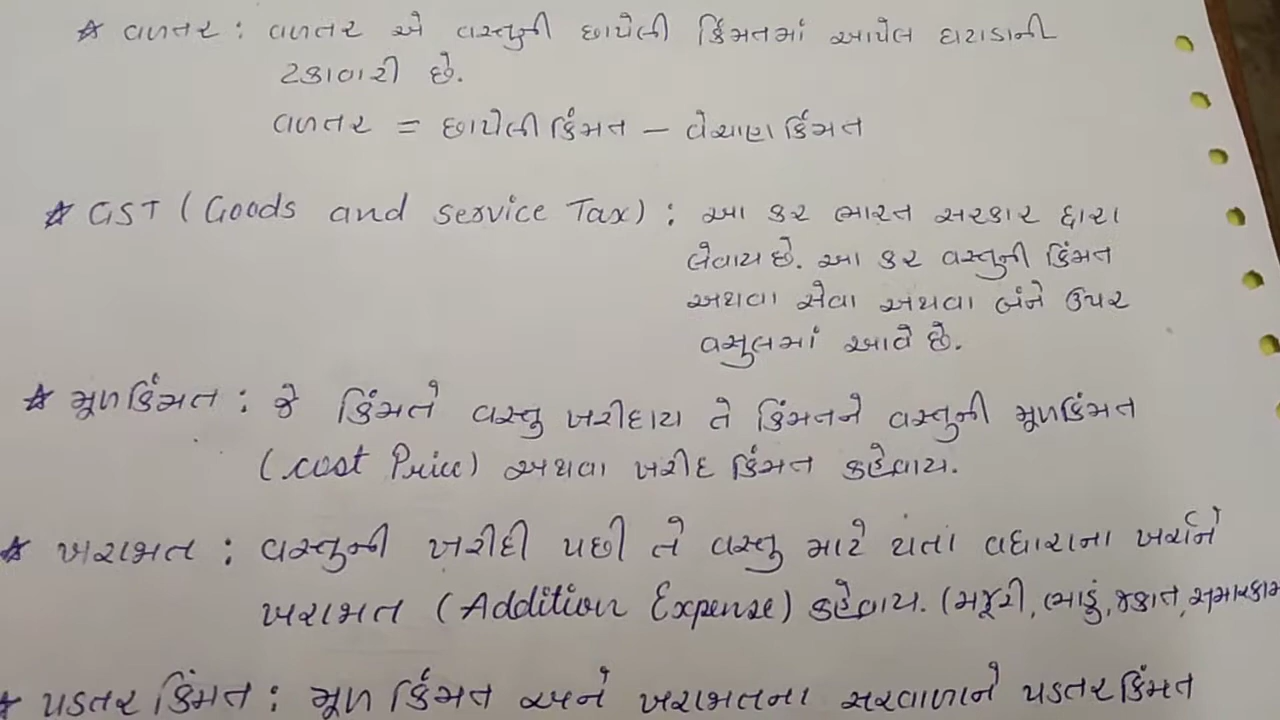 ☆ વળતર : વળતર એ વસ્તુની છાપેલી કિંમતમાં આપેલ ઘટાડાની
ટકાવારી છે.
વળતર = છાપેલી કિંમત – વેચાણ કિંમત
☆ GST (Goods and service Tax) : આ કર ભારત સરકાર દ્વારા
લેવાય છે. આ કર વસ્તુની કિંમત
અથવા સેવા અથવા બંને ઉપર
વસુલમાં આવે છે.
☆ મૂળકિંમત : જે કિંમતે વસ્તુ ખરીદાય તે કિંમતને વસ્તુની મૂળકિંમત
(cost Price) અથવા ખરીદ કિંમત કહેવાય.
☆ ખરાજાત : વસ્તુની ખરીદી પછી તે વસ્તુ માટે થતા વધારાના ખર્ચને
ખરાજાત (Addition Expense) કહેવાય. (મજૂરી, ભાડું, જકાત, સમારકામ
☆ પડતર કિંમત : મૂળ કિંમત અને ખરાજાતના સરવાળાને પડતર કિંમત